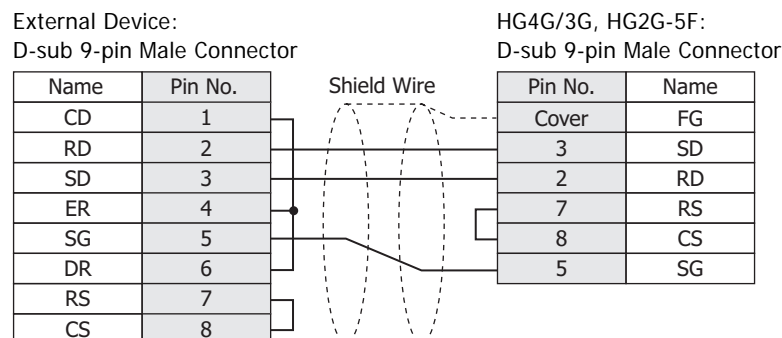 External Device:
D-sub 9-pin Male Connector
HG4G/3G, HG2G-5F:
D-sub 9-pin Male Connector
Name Pin No.
Shield Wire
Pin No. Name
CD 1
Cover FG
RD 2
3 SD
SD 3
2 RD
ER 4
7 RS
SG 5
8 CS
DR 6
5 SG
RS 7
CS 8